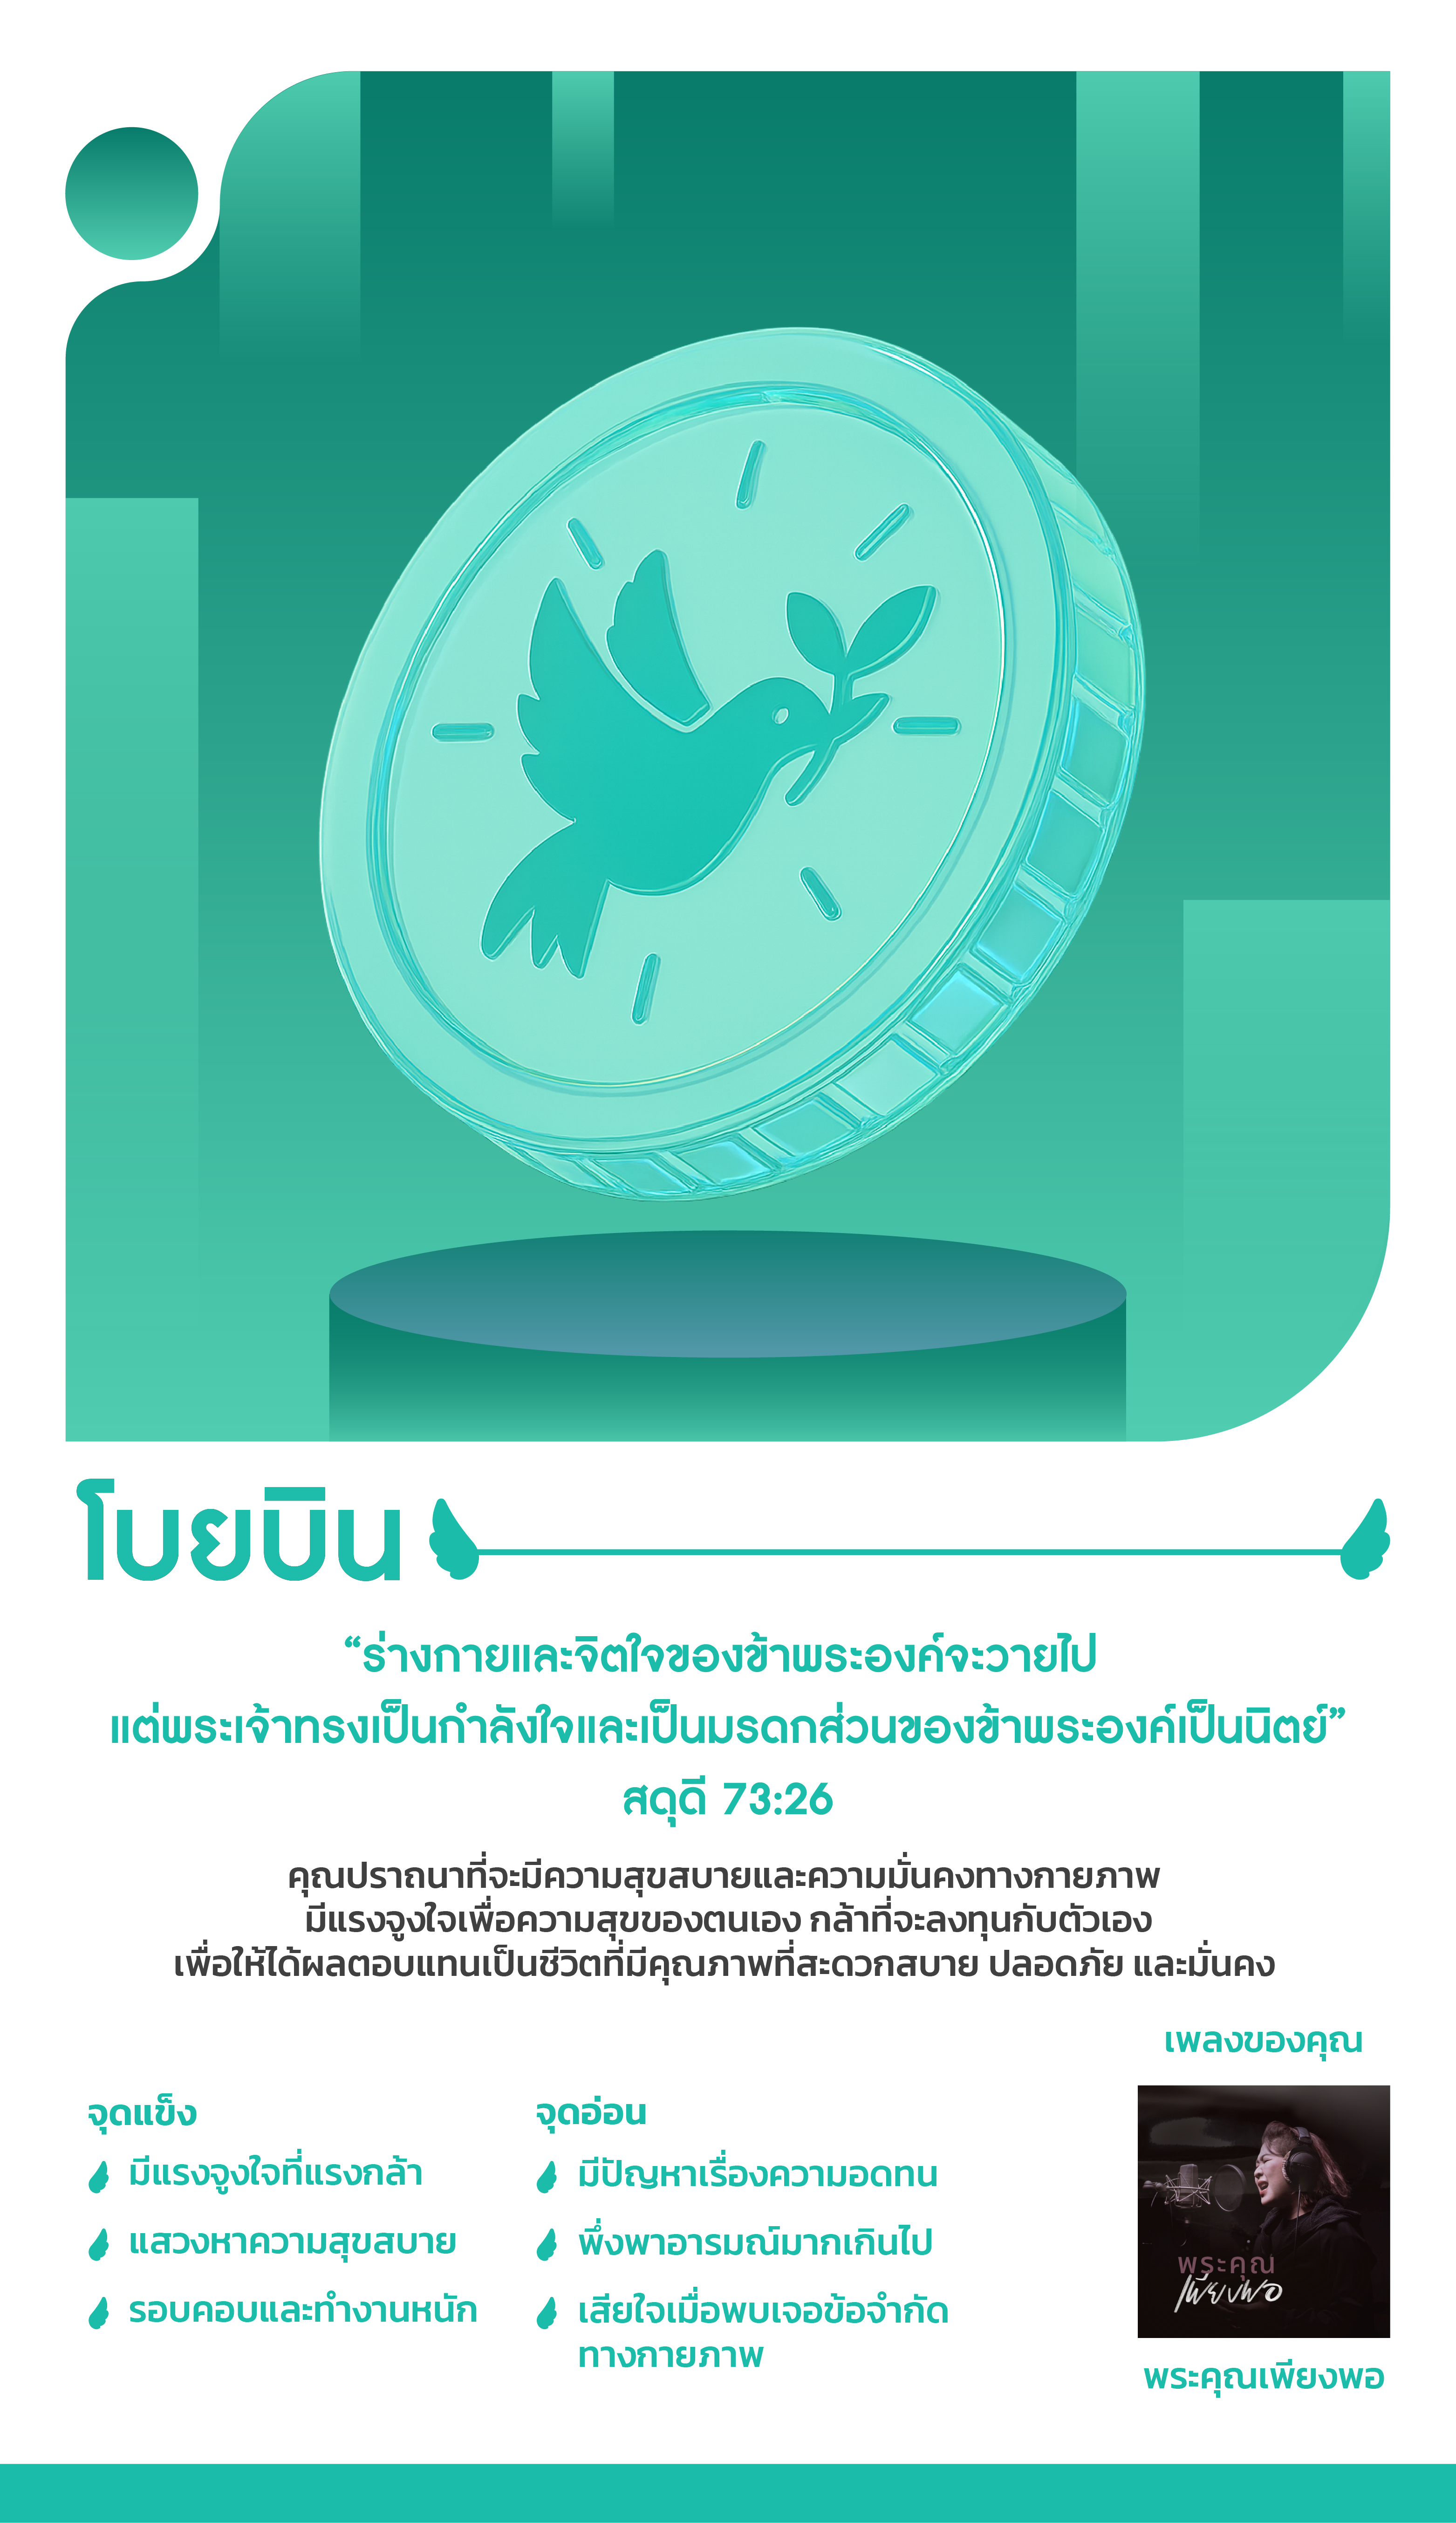 โบยบิน
“ร่างกายและจิตใจของข้าพระองค์จะวายไป
แต่พระเจ้าทรงเป็นกำลังใจและเป็นมรดกส่วนของข้าพระองค์เป็นนิตย์”
สดุดี 73:26
คุณปราถนาที่จะมีความสุขสบายและความมั่นคงทางกายภาพ
มีแรงจูงใจเพื่อความสุขของตนเอง กล้าที่จะลงทุนกับตัวเอง
เพื่อให้ได้ผลตอบแทนเป็นชีวิตที่มีคุณภาพที่สะดวกสบาย ปลอดภัย และมั่นคง
จุดแข็ง
มีแรงจูงใจที่แรงกล้า
แสวงหาความสุขสบาย
รอบคอบและทำงานหนัก
จุดอ่อน
มีปัญหาเรื่องความอดทน
พึ่งพาอารมณ์มากเกินไป
เสียใจเมื่อพบเจอข้อจำกัด
ทางกายภาพ
เพลงของคุณ
พระคุณ
เพียงพอ
พระคุณเพียงพอ